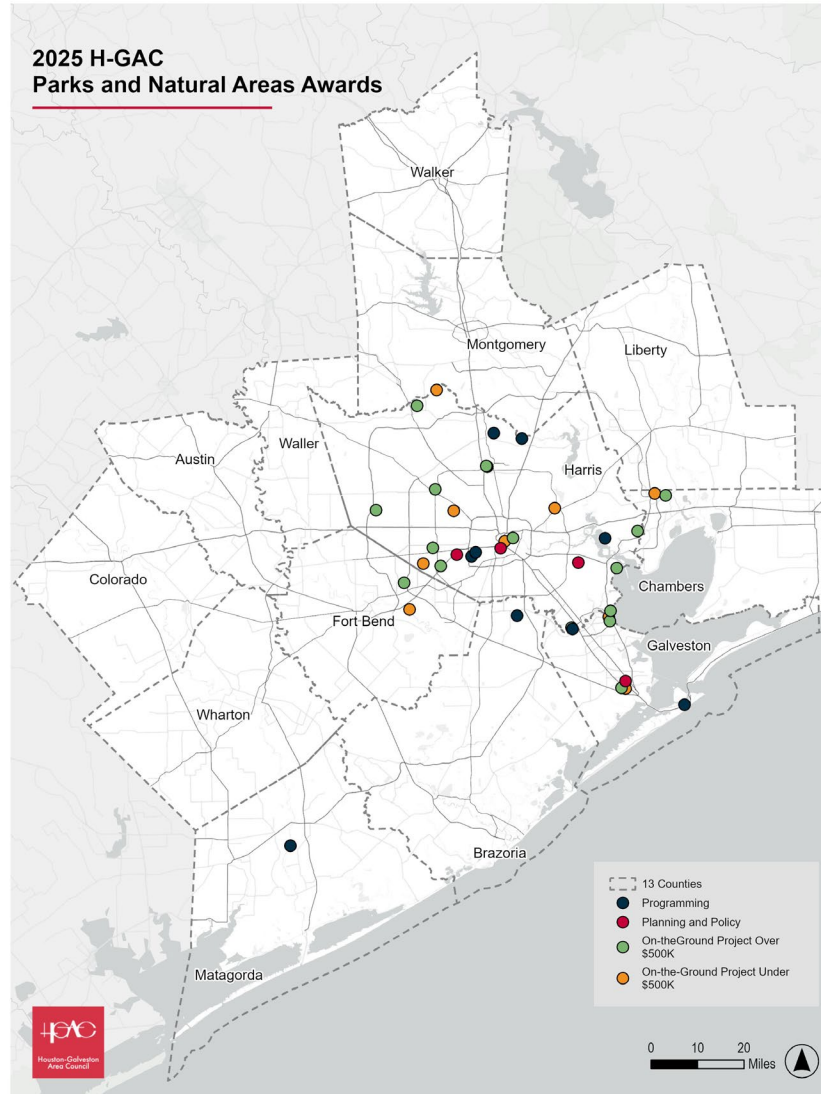 2025 H-GAC
Parks and Natural Areas Awards
Walker
Montgomery
Liberty
Waller
Austin
Harris
Colorado
Chambers
Fort Bend
Galveston
Wharton
Brazoria
Matagorda
13 Counties
Programming
Planning and Policy
On-theGround Project Over
$500K
On-the-Ground Project Under
$500K
HGAC
Houston-Galveston
Area Council
0 10 20
Miles